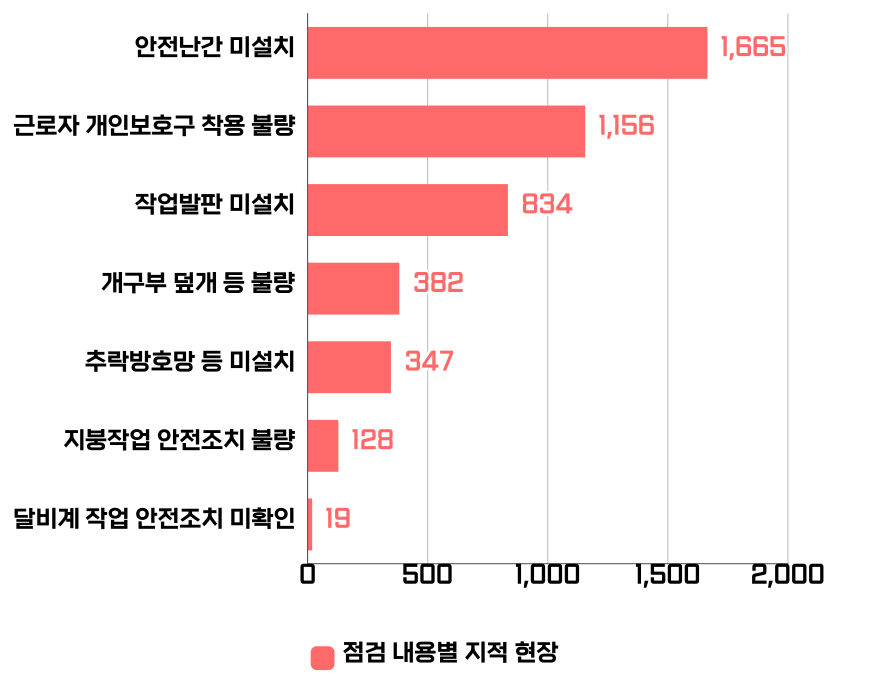 안전난간 미설치 1,665
근로자 개인보호구 착용 불량 1,156
작업발판 미설치 834
개구부 덮개 등 불량 382
추락방호망 등 미설치 347
지붕작업 안전조치 불량 128
달비계 작업 안전조치 미확인 19
0 500 1,000 1,500 2,000
점검 내용별 지적 현장